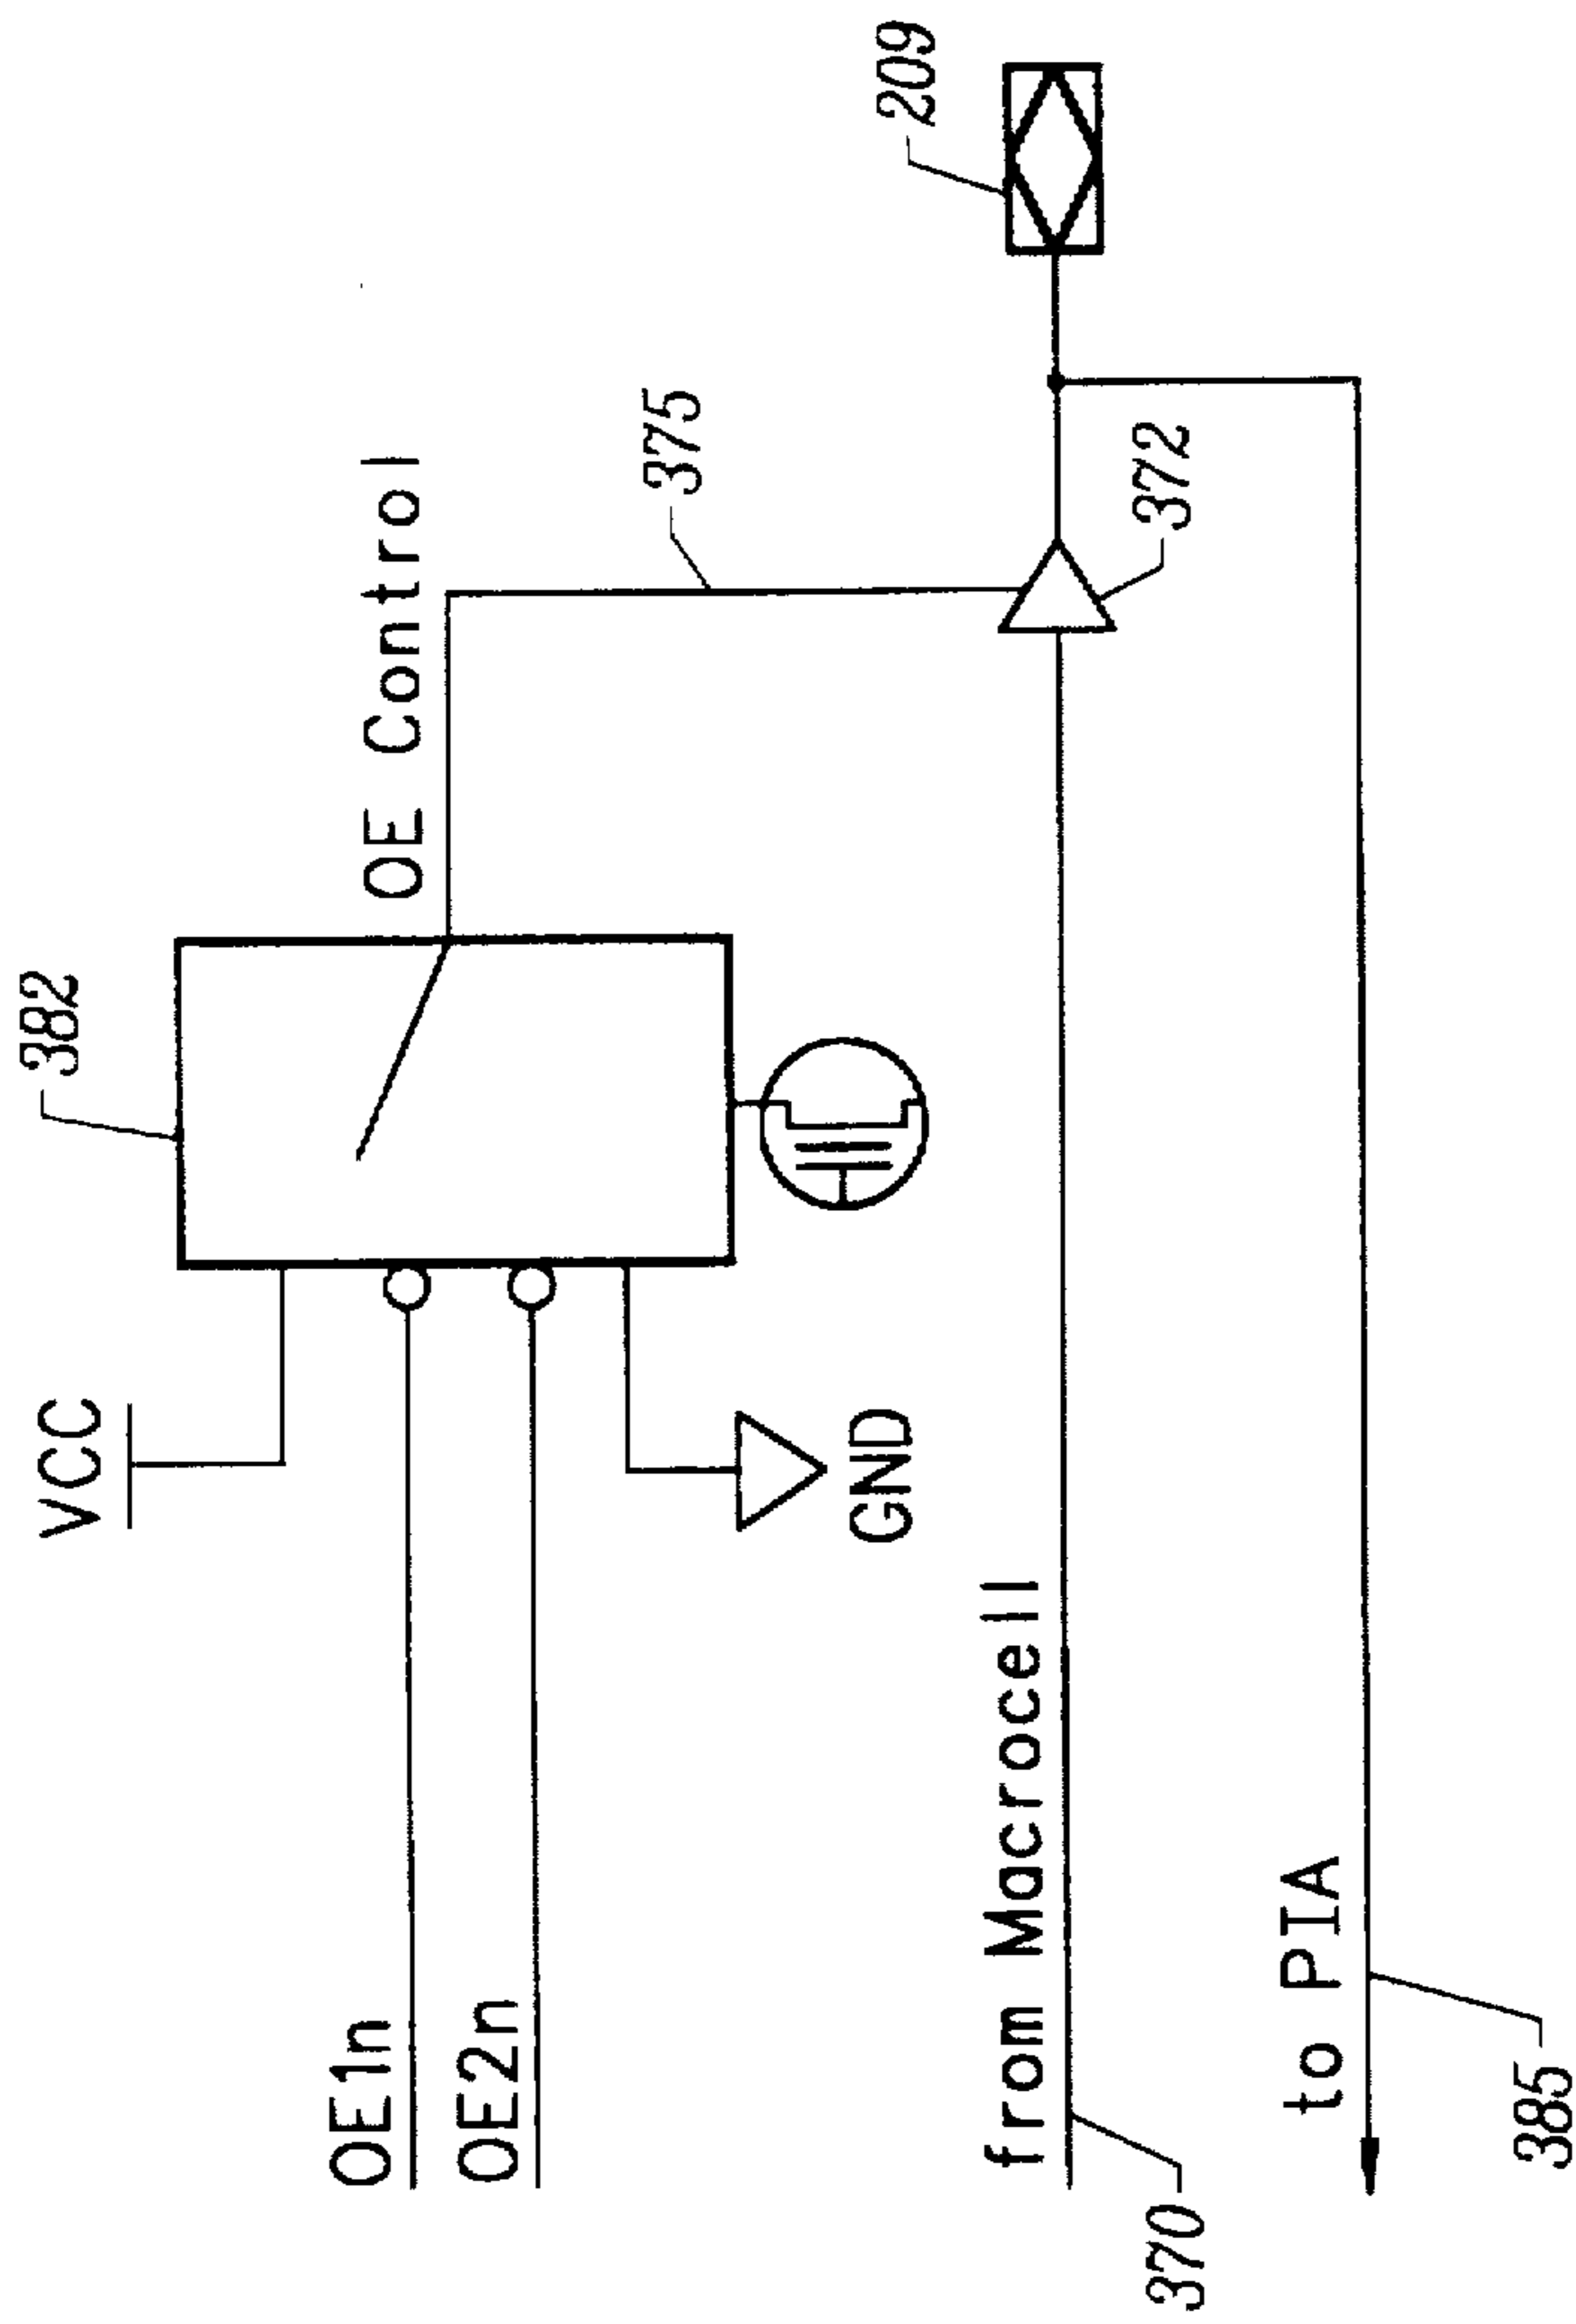 382
VCC
OE Control
OE1n
OE2n
375
209
GND
from Macrocell
372
370
to PIA
385